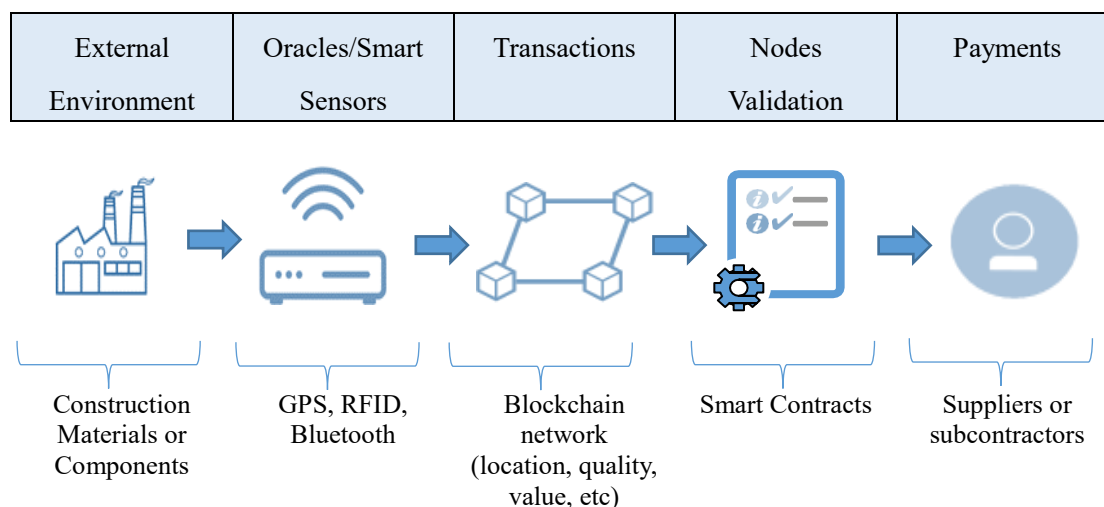 External
Environment
Oracles/Smart
Sensors
Transactions
Nodes
Validation
Payments
Construction
Materials or
Components
GPS, RFID,
Bluetooth
Blockchain
network
(location, quality,
value, etc)
Smart Contracts
Suppliers or
subcontractors